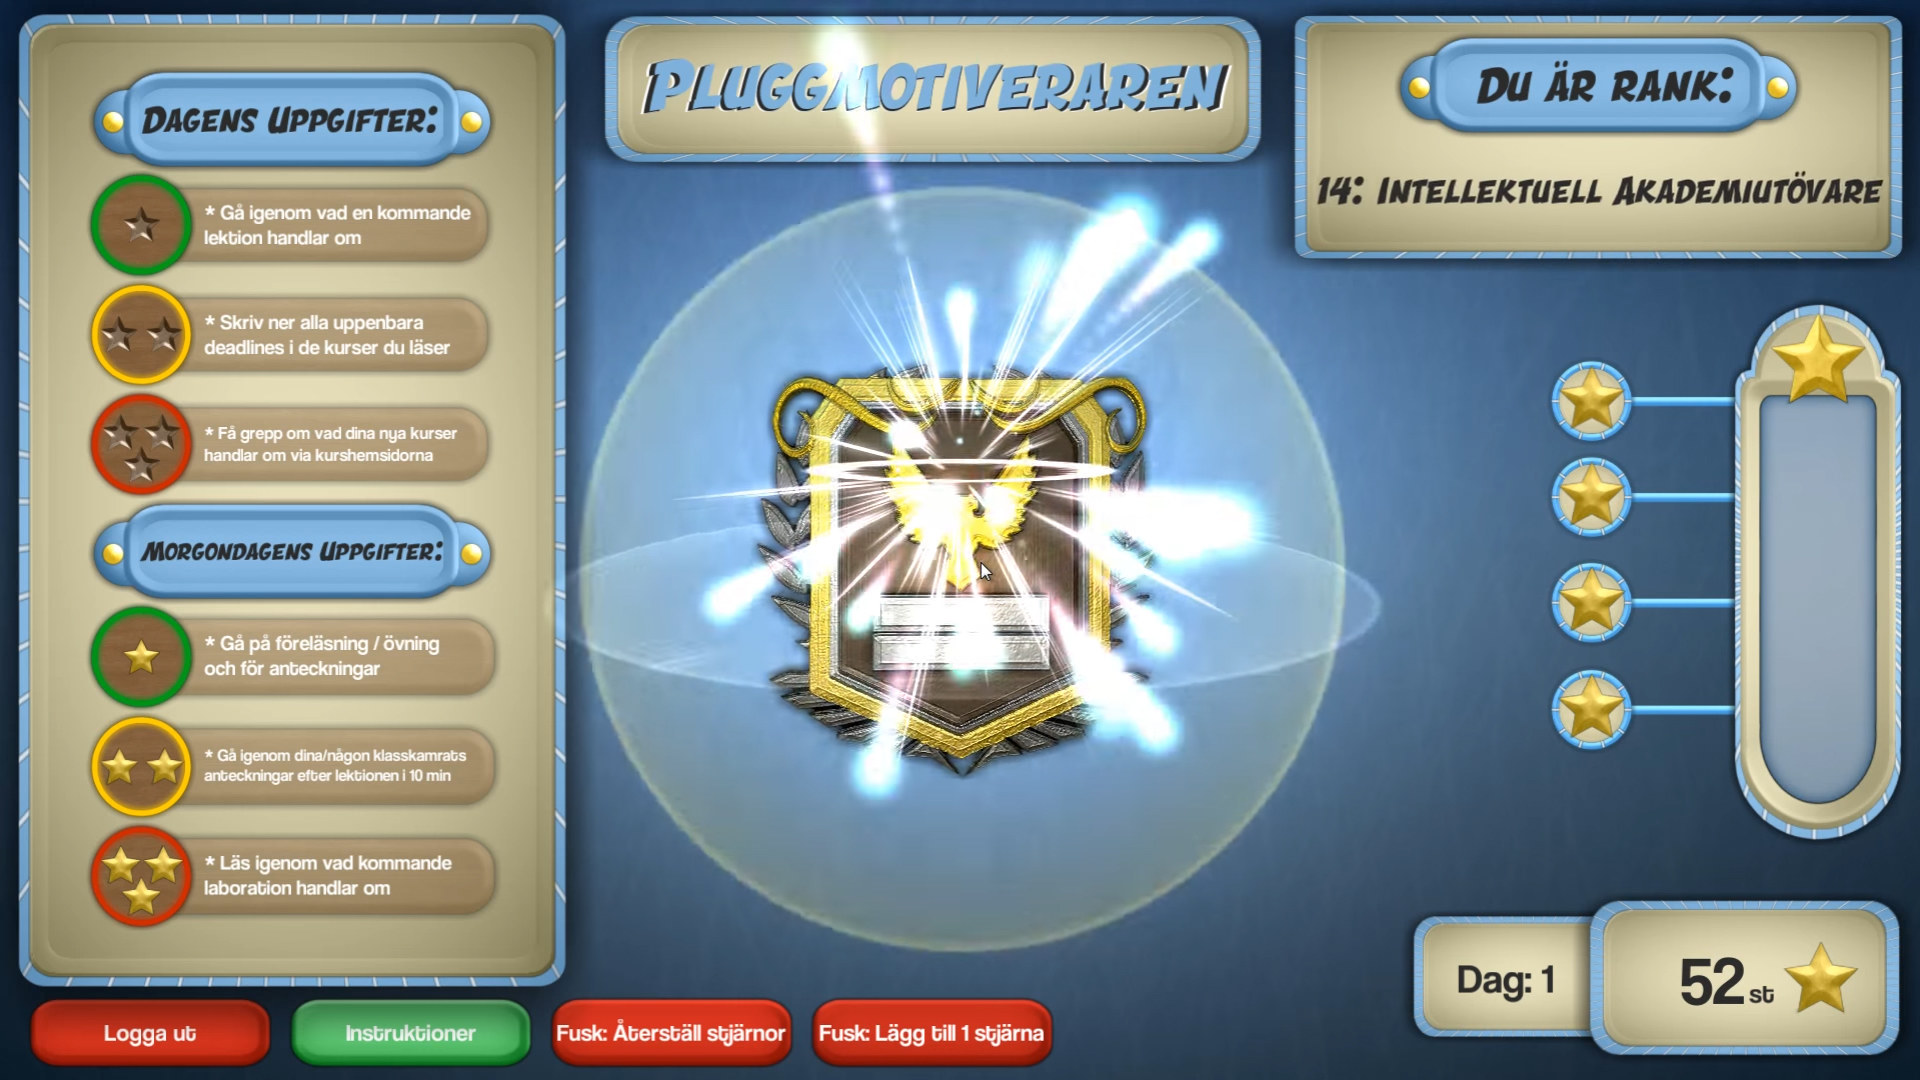 Dagens Uppgifter:
* Gå igenom vad en kommande
lektion handlar om
* Skriv ner alla uppenbara
deadlines i de kurser du läser
* Få grepp om vad dina nya kurser
handlar om via kurshemsidorna
Morgondagens Uppgifter:
* Gå på föreläsning / övning
och för anteckningar
* Gå igenom dina/någon klasskamrats
anteckningar efter lektionen i 10 min
* Läs igenom vad kommande
laboration handlar om
Pluggmotiveraren
Du är rank:
14: Intellektuell Akademiutövare
Dag: 1
52 st
Logga ut
Instruktioner
Fusk: Återställ stjärnor
Fusk: Lägg till 1 stjärna